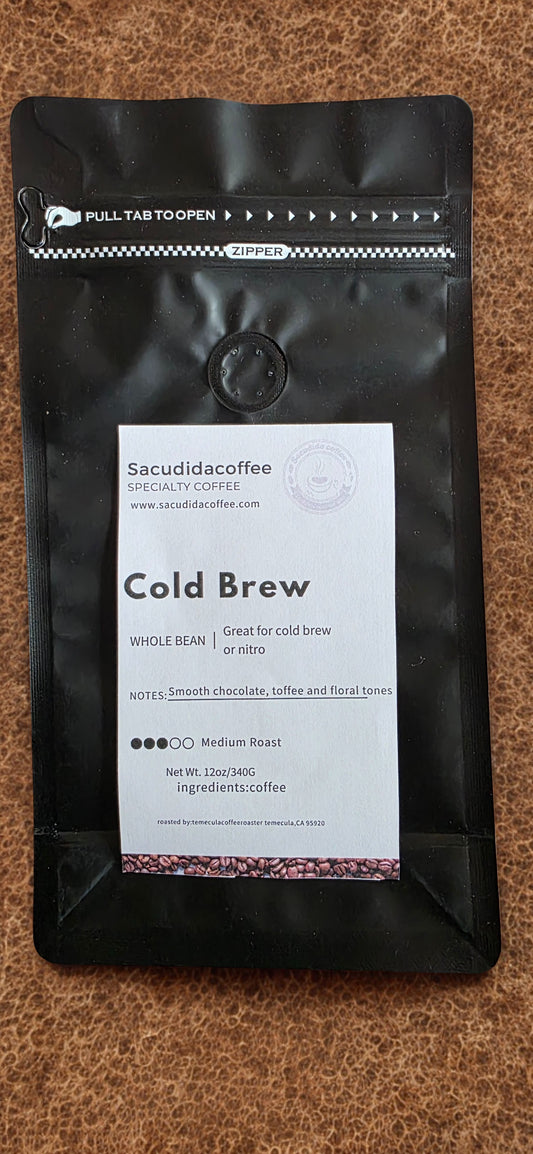 PULL TAB TO OPEN
ZIPPER
Sacudidacoffee
SPECIALTY COFFEE
www.sacudidacoffee.com
Sacudida coffee
Cold Brew
WHOLE BEAN | Great for cold brew
or nitro
NOTES: Smooth chocolate, toffee and floral tones
Medium Roast
Net Wt. 12oz/340G
ingredients:coffee
roasted by:temeculacoffeeroaster temecula,CA 95920